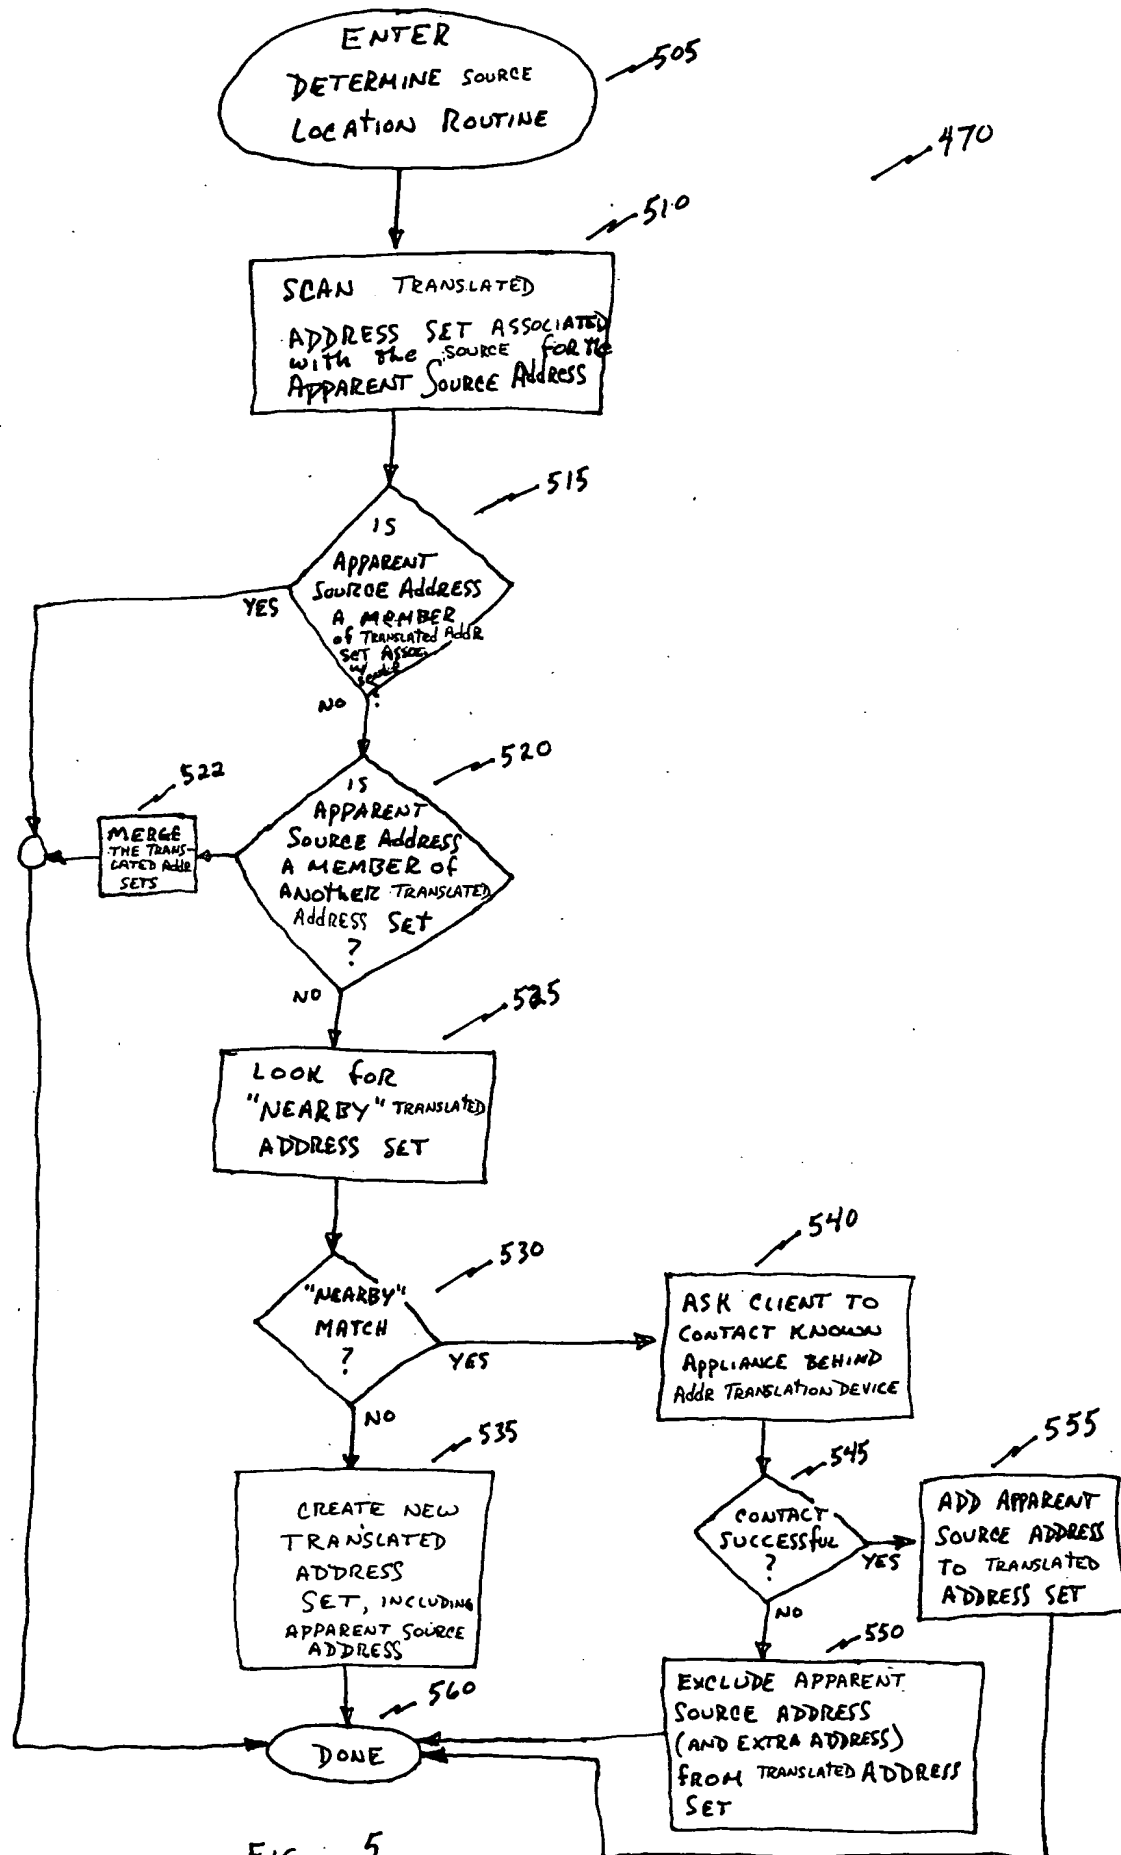 ENTER
DETERMINE SOURCE
LOCATION ROUTINE
505
470
510
SCAN TRANSLATED
ADDRESS SET ASSOCIATED
with the SOURCE for the
APPARENT SOURCE Address
515
IS
APPARENT
SOURCE Address
A MEMBER
of TRANSLATED Addr
SET ASSOC.
w/
?
YES
NO
520
IS
APPARENT
SOURCE Address
A MEMBER of
ANOTHER TRANSLATED
Address SET
?
522
MERGE
THE TRANS-
LATED Addr
SETS
NO
525
LOOK for
"NEARBY" TRANSLATED
ADDRESS SET
530
"NEARBY"
MATCH
?
YES
NO
540
ASK CLIENT TO
CONTACT KNOWN
APPLIANCE BEHIND
Addr TRANSLATION DEVICE
535
CREATE NEW
TRANSLATED
ADDRESS
SET, INCLUDING
APPARENT SOURCE
ADDRESS
545
CONTACT
SUCCESSFUL
?
YES
NO
555
ADD APPARENT
SOURCE ADDRESS
TO TRANSLATED
ADDRESS SET
550
EXCLUDE APPARENT
SOURCE ADDRESS
(AND EXTRA ADDRESS)
FROM TRANSLATED ADDRESS
SET
560
DONE
FIG. 5